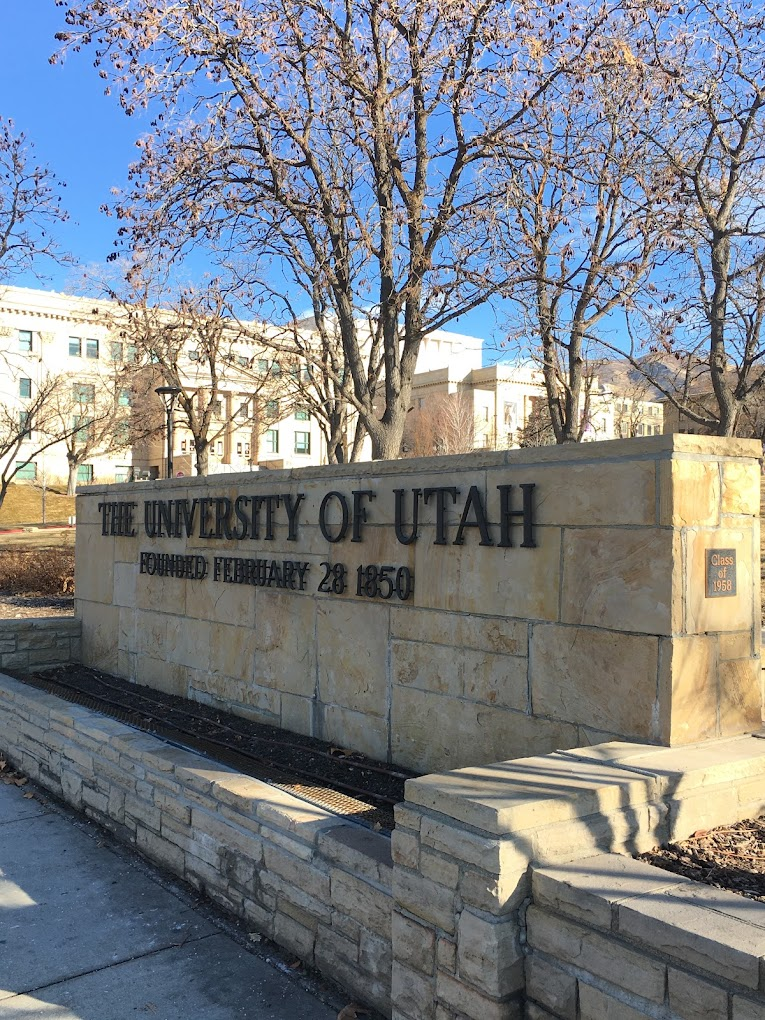 THE UNIVERSITY OF UTAH
FOUNDED FEBRUARY 28 1850
Class
of
1958